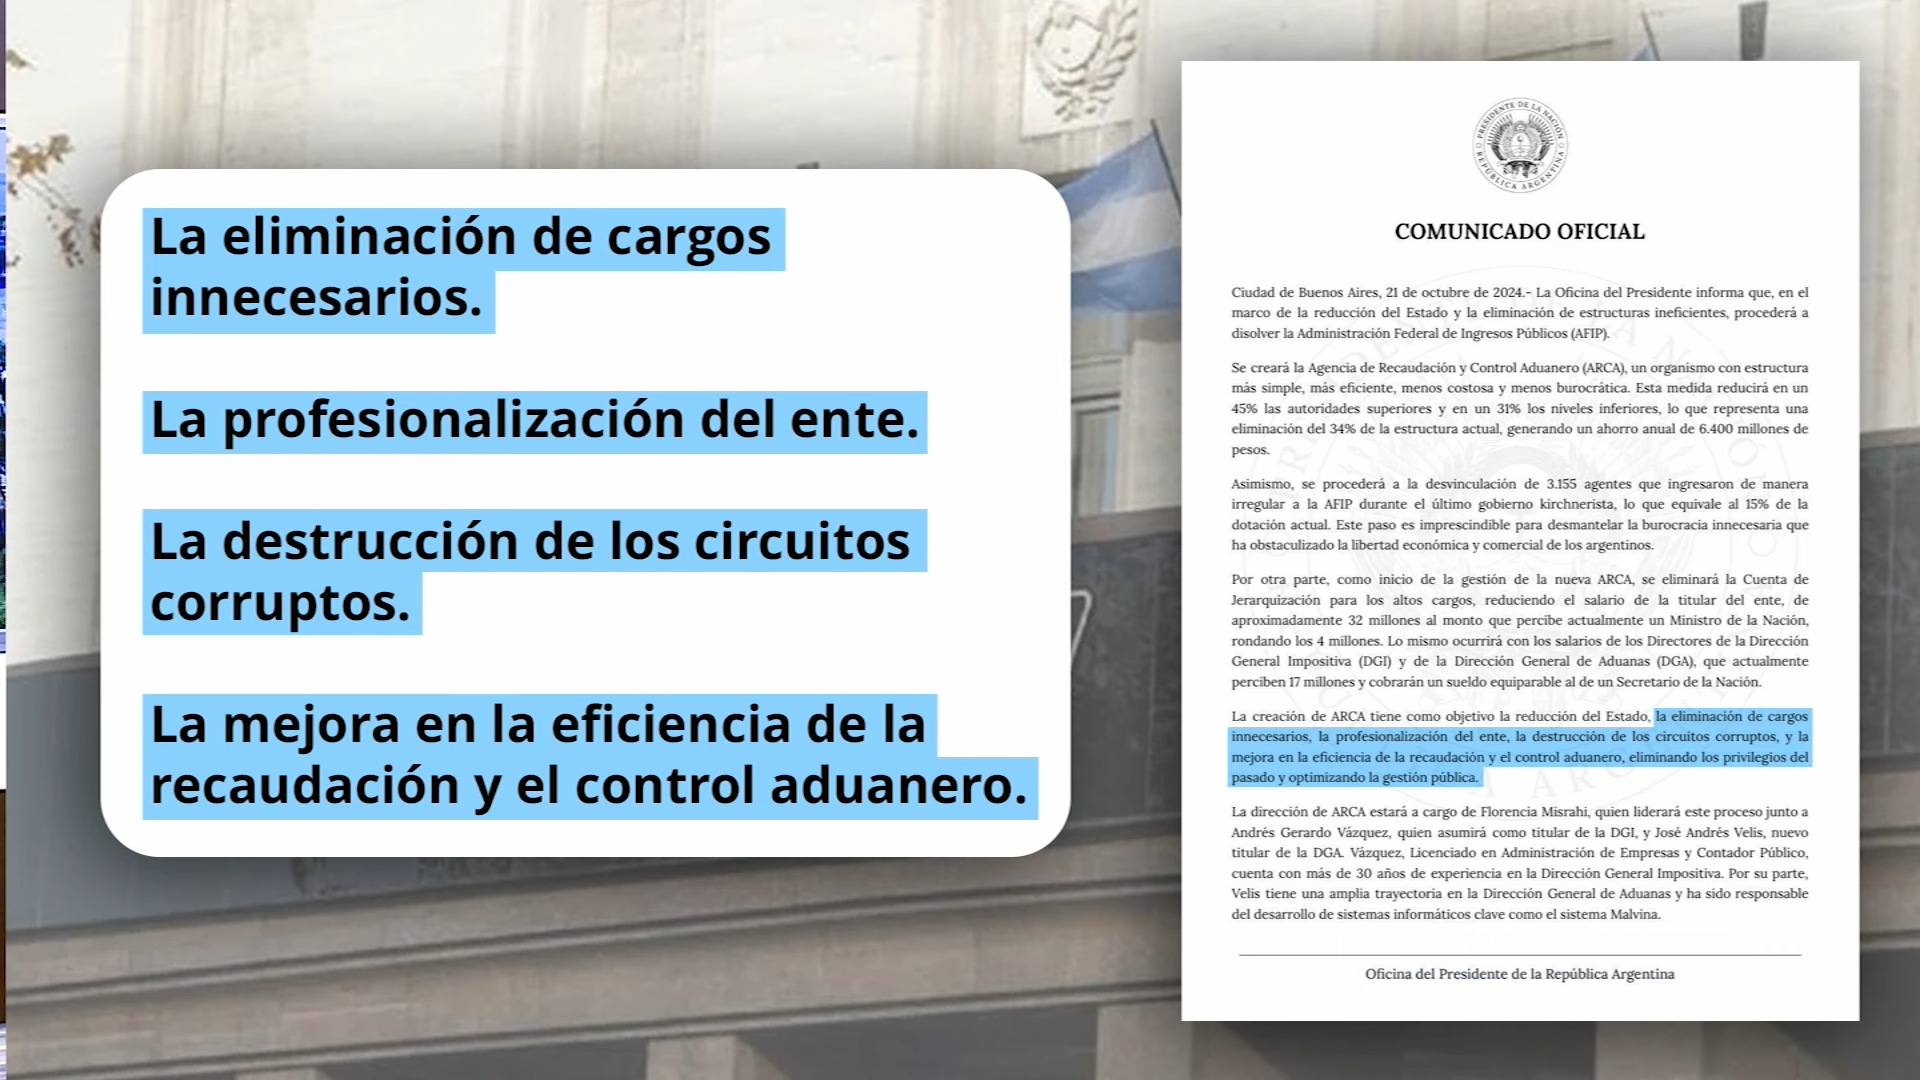 La eliminación de cargos
innecesarios.
La profesionalización del ente.
La destrucción de los circuitos
corruptos.
La mejora en la eficiencia de la
recaudación y el control aduanero.
PRESIDENTE DE LA NACIÓN
REPÚBLICA ARGENTINA
COMUNICADO OFICIAL
Ciudad de Buenos Aires, 21 de octubre de 2024.- La Oficina del Presidente informa que, en el
marco de la reducción del Estado y la eliminación de estructuras ineficientes, procederá a
disolver la Administración Federal de Ingresos Públicos (AFIP).
Se creará la Agencia de Recaudación y Control Aduanero (ARCA), un organismo con estructura
más simple, más eficiente, menos costosa y menos burocrática. Esta medida reducirá en un
45% las autoridades superiores y en un 31% los niveles inferiores, lo que representa una
eliminación del 34% de la estructura actual, generando un ahorro anual de 6.400 millones de
pesos.
Asimismo, se procederá a la desvinculación de 3.155 agentes que ingresaron de manera
irregular a la AFIP durante el último gobierno kirchnerista, lo que equivale al 15% de la
dotación actual. Este paso es imprescindible para desmantelar la burocracia innecesaria que
ha obstaculizado la libertad económica y comercial de los argentinos.
Por otra parte, como inicio de la gestión de la nueva ARCA, se eliminará la Cuenta de
Jerarquización para los altos cargos, reduciendo el salario de la titular del ente, de
aproximadamente 32 millones al monto que percibe actualmente un Ministro de la Nación,
rondando los 4 millones. Lo mismo ocurrirá con los salarios de los Directores de la Dirección
General Impositiva (DGI) y de la Dirección General de Aduanas (DGA), que actualmente
perciben 17 millones y cobrarán un sueldo equiparable al de un Secretario de la Nación.
La creación de ARCA tiene como objetivo la reducción del Estado, la eliminación de cargos
innecesarios, la profesionalización del ente, la destrucción de los circuitos corruptos, y la
mejora en la eficiencia de la recaudación y el control aduanero, eliminando los privilegios del
pasado y optimizando la gestión pública.
La dirección de ARCA estará a cargo de Florencia Misrahi, quien liderará este proceso junto a
Andrés Gerardo Vázquez, quien asumirá como titular de la DGI, y José Andrés Velis, nuevo
titular de la DGA. Vázquez, Licenciado en Administración de Empresas y Contador Público,
cuenta con más de 30 años de experiencia en la Dirección General Impositiva. Por su parte,
Velis tiene una amplia trayectoria en la Dirección General de Aduanas y ha sido responsable
del desarrollo de sistemas informáticos clave como el sistema Malvina.
Oficina del Presidente de la República Argentina